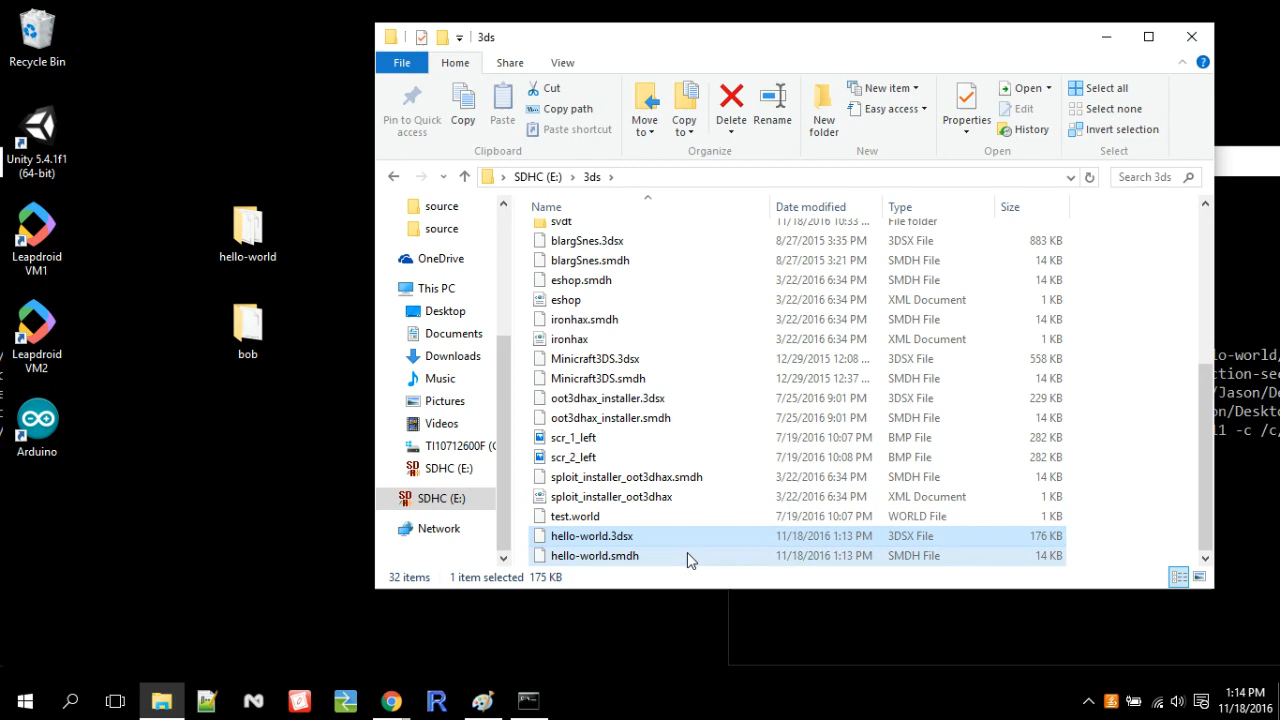 Recycle Bin
Unity 5.4.1f1
(64-bit)
Leapdroid
VM1
Leapdroid
VM2
Arduino
hello-world
bob
3ds
File
Home
Share
View
Pin to Quick
access
Copy
Paste
Cut
Copy path
Paste shortcut
Clipboard
Move
to
Copy
to
Delete
Rename
Organize
New
folder
New item
Easy access
New
Properties
Open
Edit
History
Open
Select all
Select none
Invert selection
Select
SDHC (E:)
3ds
Search 3ds
source
source
OneDrive
This PC
Desktop
Documents
Downloads
Music
Pictures
Videos
TI10712600F (C
SDHC (E:)
SDHC (E:)
Network
Name Date modified Type Size
svdt 11/18/2016 10:33 ... File folder
blargSnes.3dsx 8/27/2015 3:35 PM 3DSX File 883 KB
blargSnes.smdh 8/27/2015 3:21 PM SMDH File 14 KB
eshop.smdh 3/22/2016 6:34 PM SMDH File 14 KB
eshop 3/22/2016 6:34 PM XML Document 1 KB
ironhax.smdh 3/22/2016 6:34 PM SMDH File 14 KB
ironhax 3/22/2016 6:34 PM XML Document 1 KB
Minicraft3DS.3dsx 12/29/2015 12:08 ... 3DSX File 558 KB
Minicraft3DS.smdh 12/29/2015 12:37 ... SMDH File 14 KB
oot3dhax_installer.3dsx 7/25/2016 9:01 PM 3DSX File 229 KB
oot3dhax_installer.smdh 7/25/2016 9:01 PM SMDH File 14 KB
scr_1_left 7/19/2016 10:07 PM BMP File 282 KB
scr_2_left 7/19/2016 10:08 PM BMP File 282 KB
sploit_installer_oot3dhax.smdh 3/22/2016 6:34 PM SMDH File 14 KB
sploit_installer_oot3dhax 3/22/2016 6:34 PM XML Document 1 KB
test.world 7/19/2016 10:07 PM WORLD File 1 KB
hello-world.3dsx 11/18/2016 1:13 PM 3DSX File 176 KB
hello-world.smdh 11/18/2016 1:13 PM SMDH File 14 KB
32 items 1 item selected 175 KB
lo-world,
ction-sec
/Jason/De
on/Deskto
11 -c /c/
1:14 PM
11/18/2016